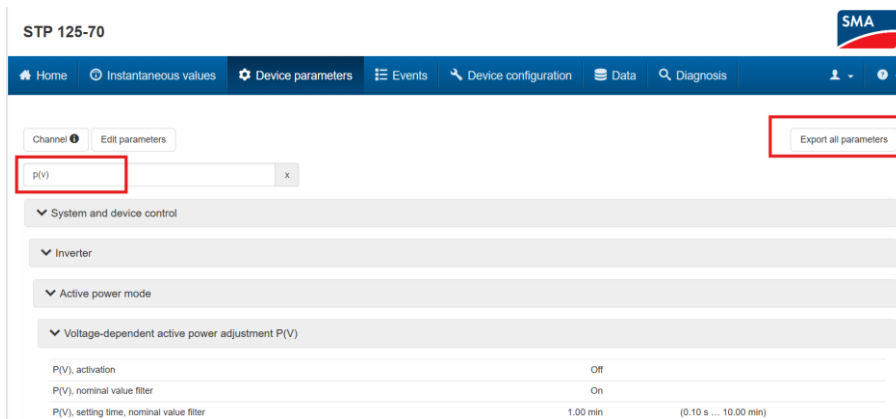 STP 125-70
SMA
Home Instantaneous values Device parameters Events Device configuration Data Diagnosis
Channel Edit parameters Export all parameters
p(v) x
System and device control
Inverter
Active power mode
Voltage-dependent active power adjustment P(V)
P(V), activation Off
P(V), nominal value filter On
P(V), setting time, nominal value filter 1.00 min (0.10 s ... 10.00 min)